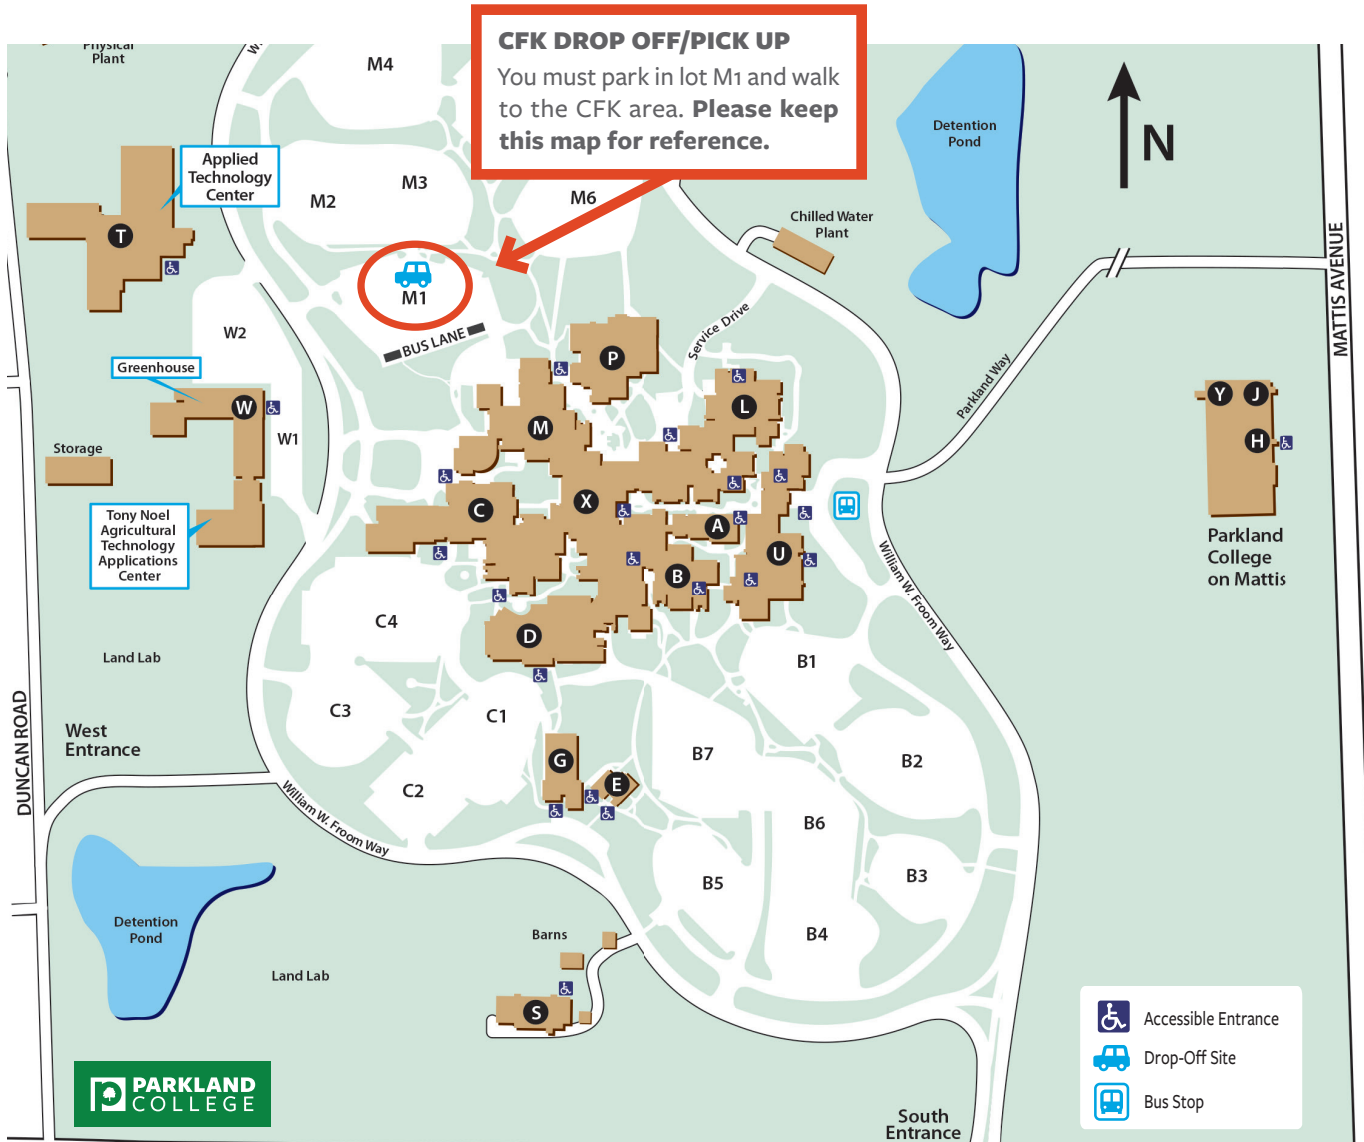 CFK DROP OFF/PICK UP
You must park in lot M1 and walk
to the CFK area. Please keep
this map for reference.
Physical
Plant
W.
M4
Detention
Pond
N
Applied
Technology
Center
M3
M2
M6
Chilled Water
Plant
T
MATTIS AVENUE
M1
W2
BUS LANE
Service Drive
P
Greenhouse
Parkland Way
W
L
Y
J
M
W1
H
Storage
X
C
A
Tony Noel
Agricultural
Technology
Applications
Center
Parkland
College
on Mattis
U
B
William W. Froom Way
C4
D
Land Lab
B1
C3
C1
DUNCAN ROAD
West
Entrance
B7
G
B2
E
C2
William W. Froom Way
B6
B5
B3
Detention
Pond
Barns
B4
Land Lab
S
Accessible Entrance
Drop-Off Site
Bus Stop
PARKLAND
COLLEGE
South
Entrance